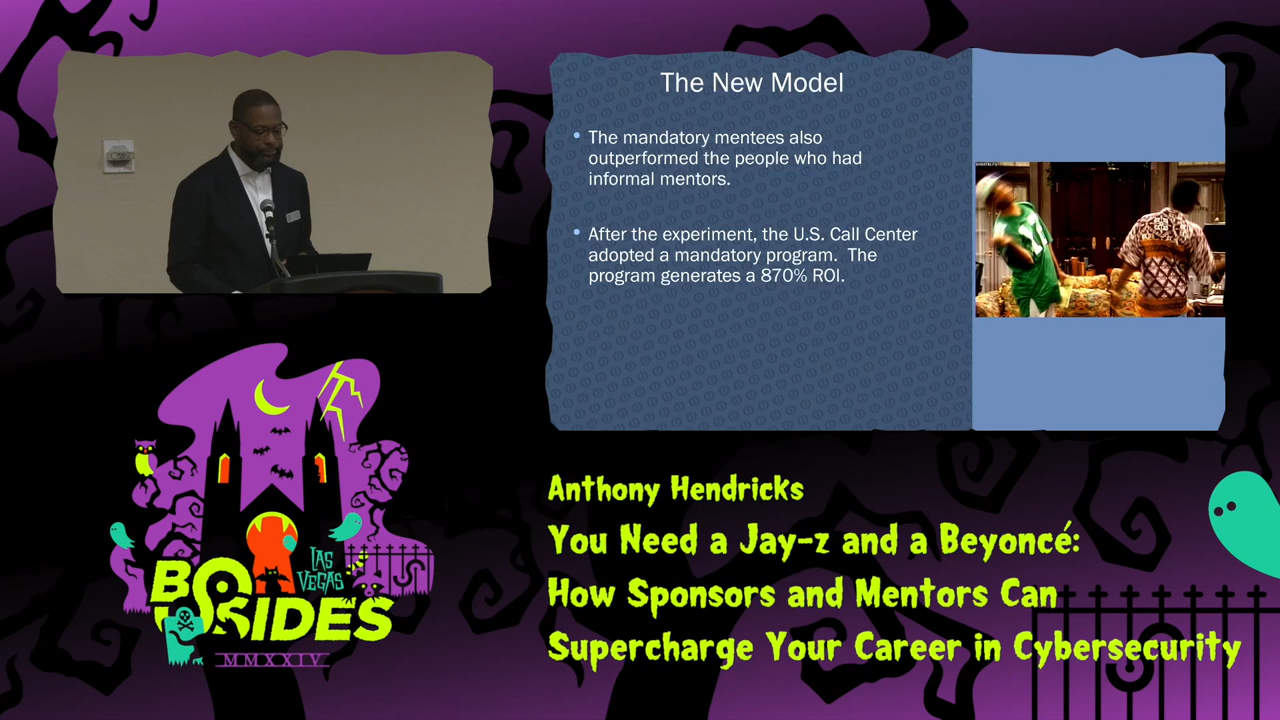 The New Model
• The mandatory mentees also
outperformed the people who had
informal mentors.
• After the experiment, the U.S. Call Center
adopted a mandatory program. The
program generates a 870% ROI.
BSIDES
LAS
VEGAS
MMXXIV
Anthony Hendricks
You Need a Jay-z and a Beyoncé:
How Sponsors and Mentors Can
Supercharge Your Career in Cybersecurity